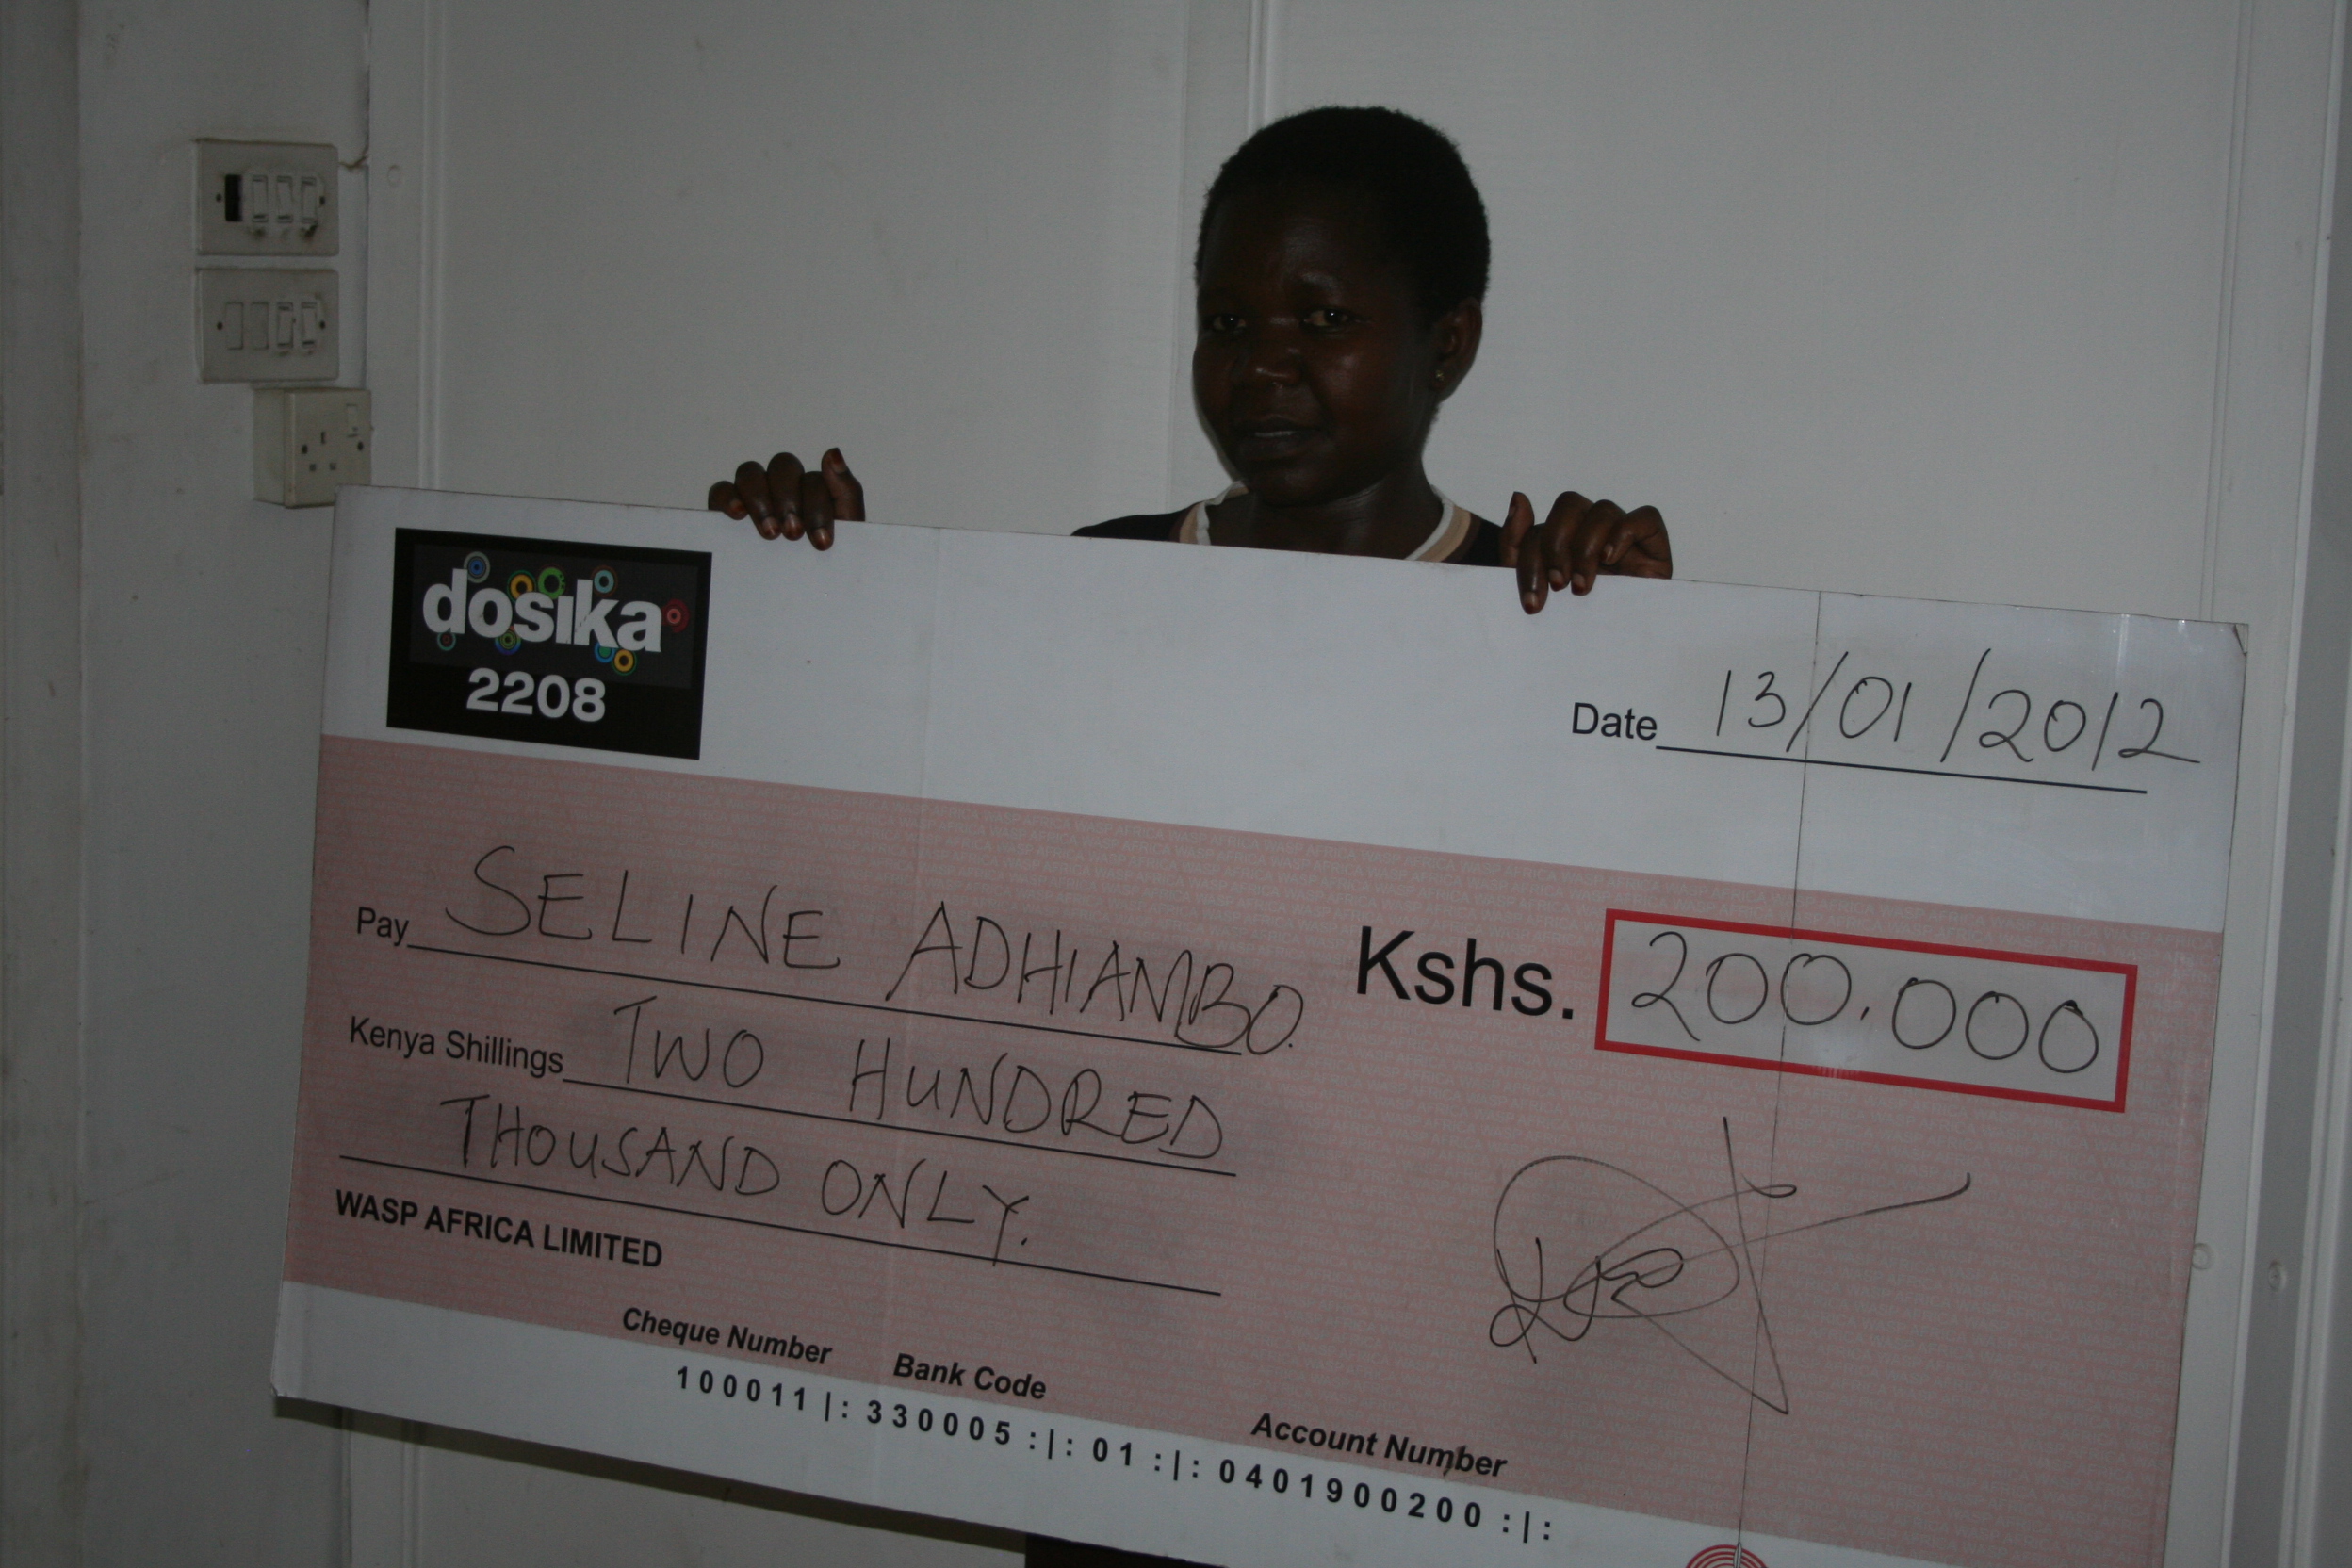 dosika
2208
Date 13/01/2012
Pay SELINE ADHIAMBO.
Kshs. 200,000
Kenya Shillings TWO HUNDRED
THOUSAND ONLY.
WASP AFRICA LIMITED
Cheque Number Bank Code Account Number
100011 |: 330005 :|: 01 :|: 0401900200 :|: